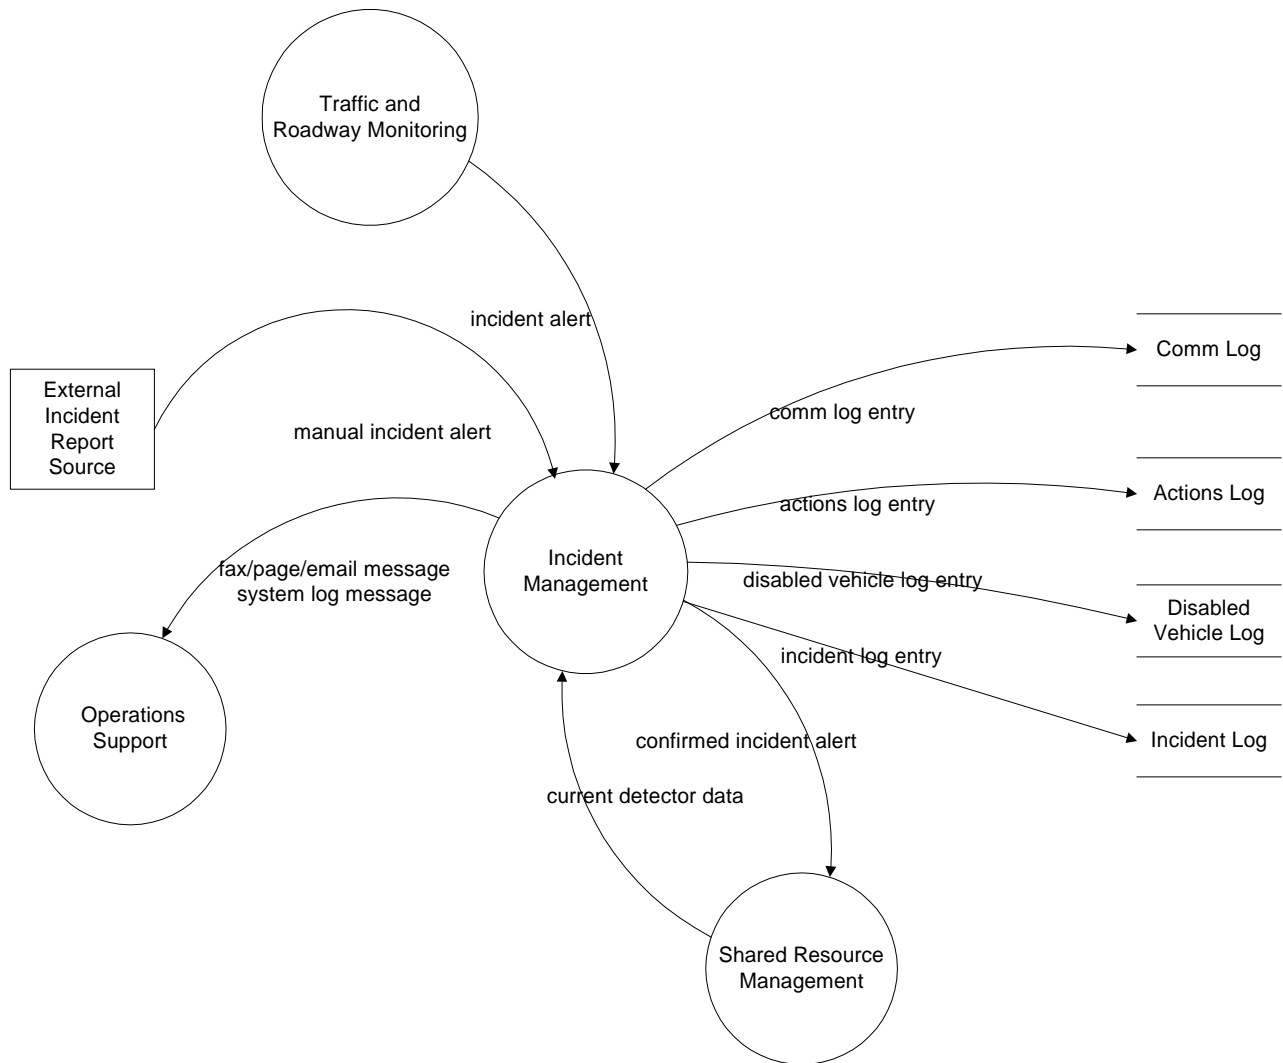 Traffic and
Roadway Monitoring
incident alert
External
Incident
Report
Source
manual incident alert
Comm Log
comm log entry
Actions Log
actions log entry
Incident
Management
fax/page/email message
system log message
disabled vehicle log entry
Disabled
Vehicle Log
incident log entry
Operations
Support
confirmed incident alert
Incident Log
current detector data
Shared Resource
Management